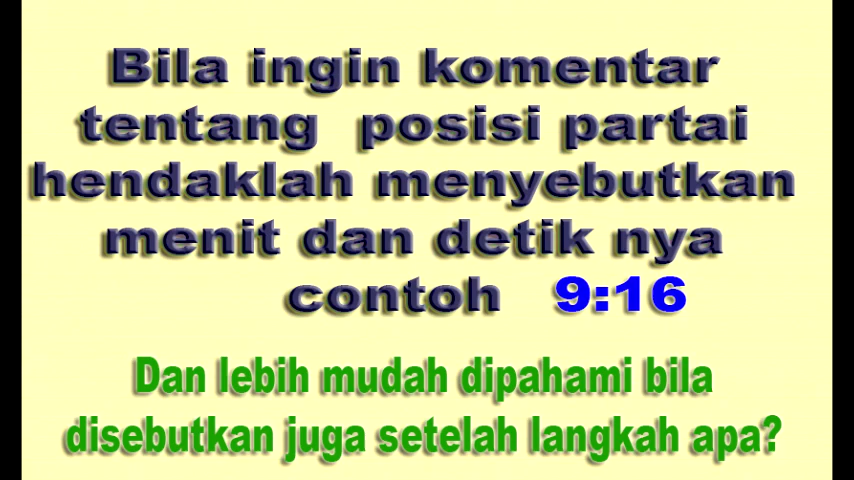 Bila ingin komentar
tentang posisi partai
hendaklah menyebutkan
menit dan detik nya
contoh 9:16
Dan lebih mudah dipahami bila
disebutkan juga setelah langkah apa?